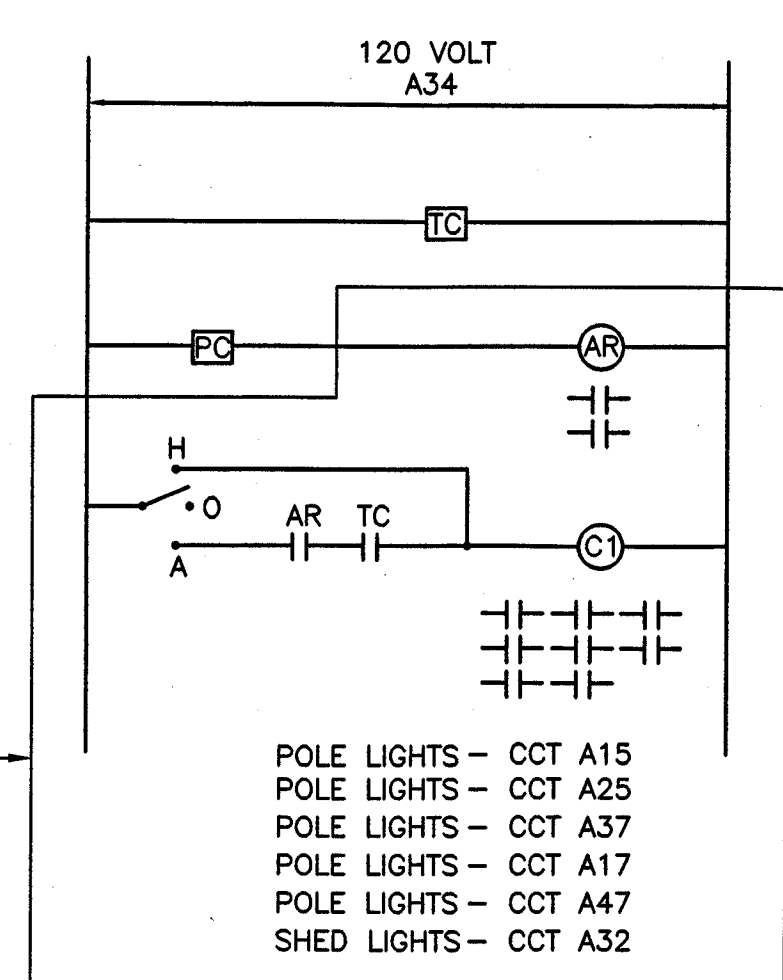 120 VOLT
A34
TC
PC
AR
H
O
AR TC
A
C1
POLE LIGHTS – CCT A15
POLE LIGHTS – CCT A25
POLE LIGHTS – CCT A37
POLE LIGHTS – CCT A17
POLE LIGHTS – CCT A47
SHED LIGHTS – CCT A32